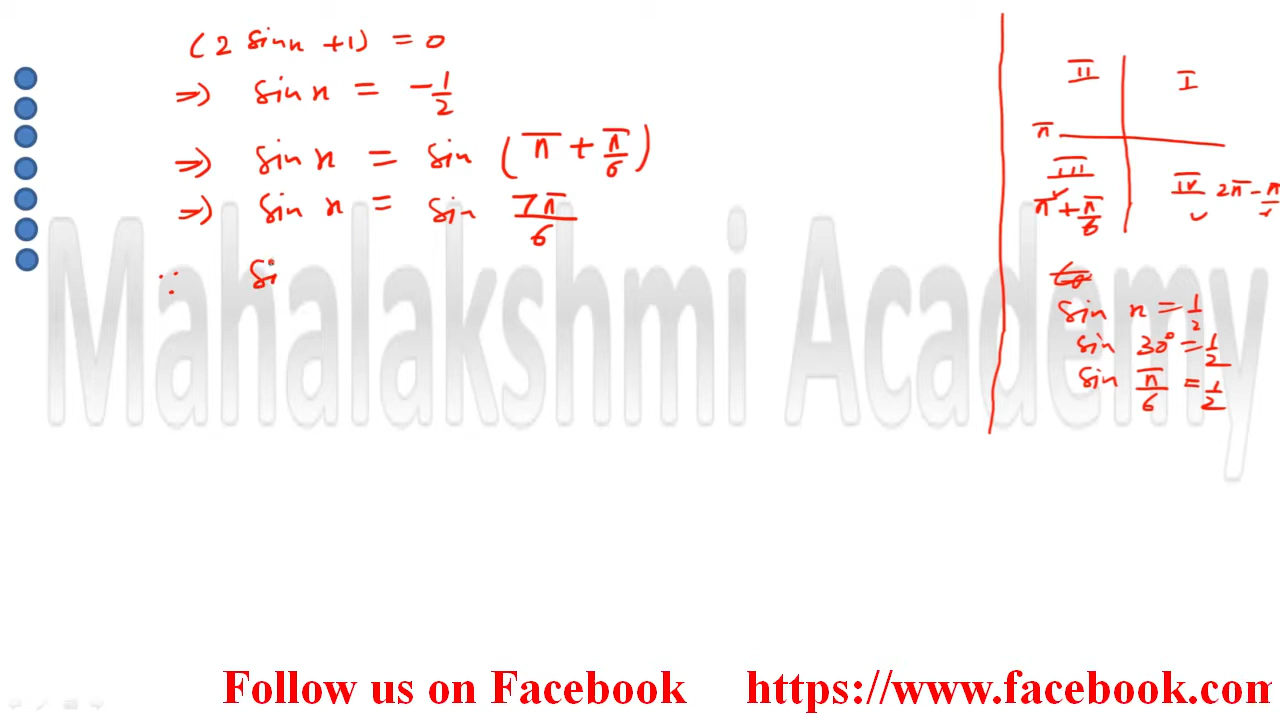 (2 sinx +1) = 0
⇒ sin x = -1/2
⇒ sin x = sin (π + π/6)
⇒ sin x = sin 7π/6
∵ Si
II I
π
III IV 2π - π
π + π/6
sin x = 1/2
sin 30° = 1/2
sin π/6 = 1/2
Mahalakshmi Academy
Follow us on Facebook https://www.facebook.com